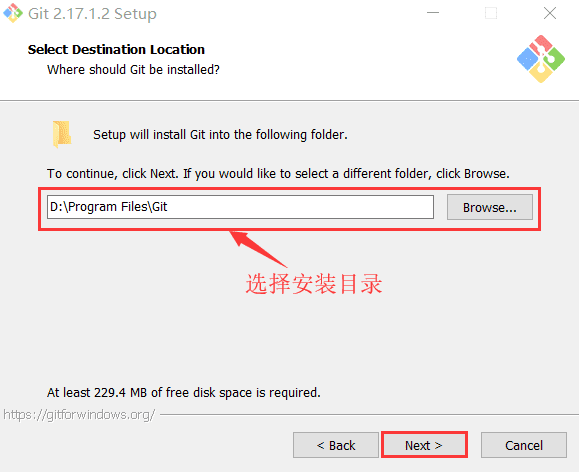 Git 2.17.1.2 Setup
Select Destination Location
Where should Git be installed?
Setup will install Git into the following folder.
To continue, click Next. If you would like to select a different folder, click Browse.
D:\Program Files\Git
Browse...
选择安装目录
At least 229.4 MB of free disk space is required.
https://gitforwindows.org/
< Back
Next >
Cancel